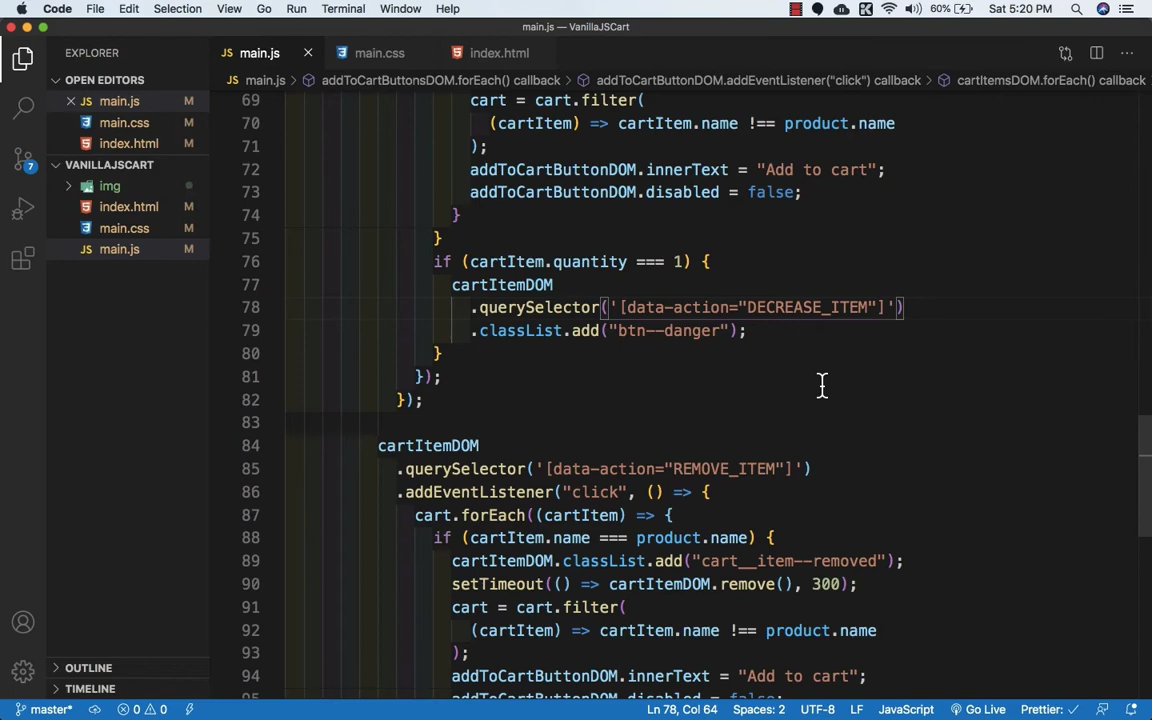 Code File Edit Selection View Go Run Terminal Window Help 60% Sat 5:20 PM
main.js — VanillaJSCart
EXPLORER
OPEN EDITORS
main.js M
main.css M
index.html M
VANILLAJSCART
img
index.html M
main.css M
main.js M
OUTLINE
TIMELINE
7
main.js main.css index.html
main.js > addToCartButtonsDOM.forEach() callback > addToCartButtonDOM.addEventListener("click") callback > cartItemsDOM.forEach() callback
69 cart = cart.filter(
70 (cartItem) => cartItem.name !== product.name
71 );
72 addToCartButtonDOM.innerText = "Add to cart";
73 addToCartButtonDOM.disabled = false;
74 }
75 }
76 if (cartItem.quantity === 1) {
77 cartItemDOM
78 .querySelector('[data-action="DECREASE_ITEM"]')
79 .classList.add("btn--danger");
80 }
81 });
82 });
83
84 cartItemDOM
85 .querySelector('[data-action="REMOVE_ITEM"]')
86 .addEventListener("click", () => {
87 cart.forEach((cartItem) => {
88 if (cartItem.name === product.name) {
89 cartItemDOM.classList.add("cart__item--removed");
90 setTimeout(() => cartItemDOM.remove(), 300);
91 cart = cart.filter(
92 (cartItem) => cartItem.name !== product.name
93 );
94 addToCartButtonDOM.innerText = "Add to cart";
95 addToCartButtonDOM.disabled = false;
master* 0 0 Ln 78, Col 64 Spaces: 2 UTF-8 LF JavaScript Go Live Prettier: ✓